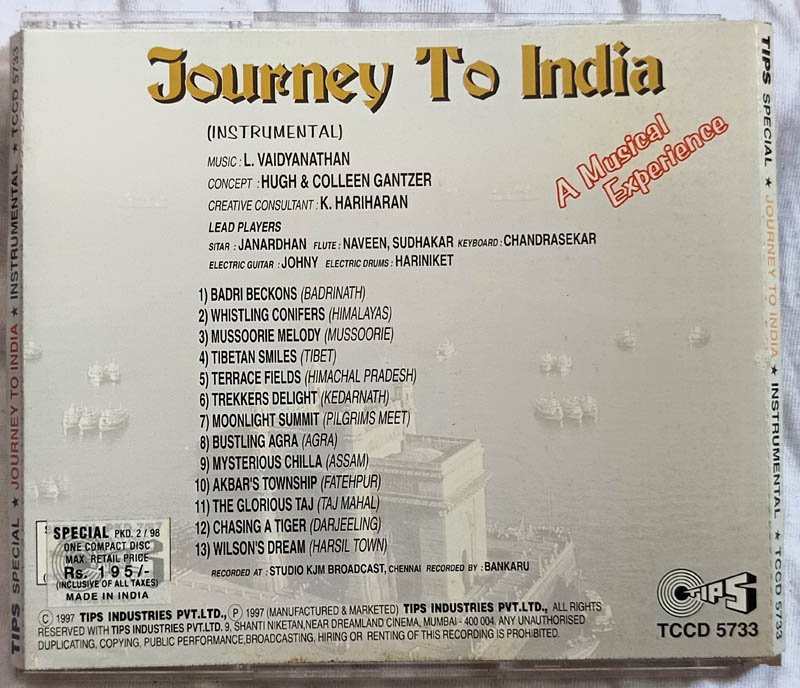 Journey To India
(INSTRUMENTAL)
A Musical
Experience
MUSIC : L. VAIDYANATHAN
CONCEPT : HUGH & COLLEEN GANTZER
CREATIVE CONSULTANT : K. HARIHARAN
LEAD PLAYERS
SITAR : JANARDHAN FLUTE : NAVEEN, SUDHAKAR KEYBOARD : CHANDRASEKAR
ELECTRIC GUITAR : JOHNY ELECTRIC DRUMS : HARINIKET
1) BADRI BECKONS (BADRINATH)
2) WHISTLING CONIFERS (HIMALAYAS)
3) MUSSOORIE MELODY (MUSSOORIE)
4) TIBETAN SMILES (TIBET)
5) TERRACE FIELDS (HIMACHAL PRADESH)
6) TREKKERS DELIGHT (KEDARNATH)
7) MOONLIGHT SUMMIT (PILGRIMS MEET)
8) BUSTLING AGRA (AGRA)
9) MYSTERIOUS CHILLA (ASSAM)
10) AKBAR'S TOWNSHIP (FATEHPUR)
11) THE GLORIOUS TAJ (TAJ MAHAL)
12) CHASING A TIGER (DARJEELING)
13) WILSON'S DREAM (HARSIL TOWN)
RECORDED AT : STUDIO KJM BROADCAST, CHENNAI RECORDED BY : BANKARU
SPECIAL PKD. 2 / 98
ONE COMPACT DISC
MAX. RETAIL PRICE
Rs. 195/-
(INCLUSIVE OF ALL TAXES)
MADE IN INDIA
© 1997 TIPS INDUSTRIES PVT.LTD., ℗ 1997 (MANUFACTURED & MARKETED) TIPS INDUSTRIES PVT.LTD., ALL RIGHTS
RESERVED WITH TIPS INDUSTRIES PVT.LTD. 9, SHANTI NIKETAN, NEAR DREAMLAND CINEMA, MUMBAI - 400 004. ANY UNAUTHORISED
DUPLICATING, COPYING, PUBLIC PERFORMANCE,BROADCASTING, HIRING OR RENTING OF THIS RECORDING IS PROHIBITED.
TIPS
TCCD 5733
TIPS SPECIAL ★ JOURNEY TO INDIA ★ INSTRUMENTAL ★ TCCD 5733
TIPS SPECIAL ★ JOURNEY TO INDIA ★ INSTRUMENTAL ★ TCCD 5733